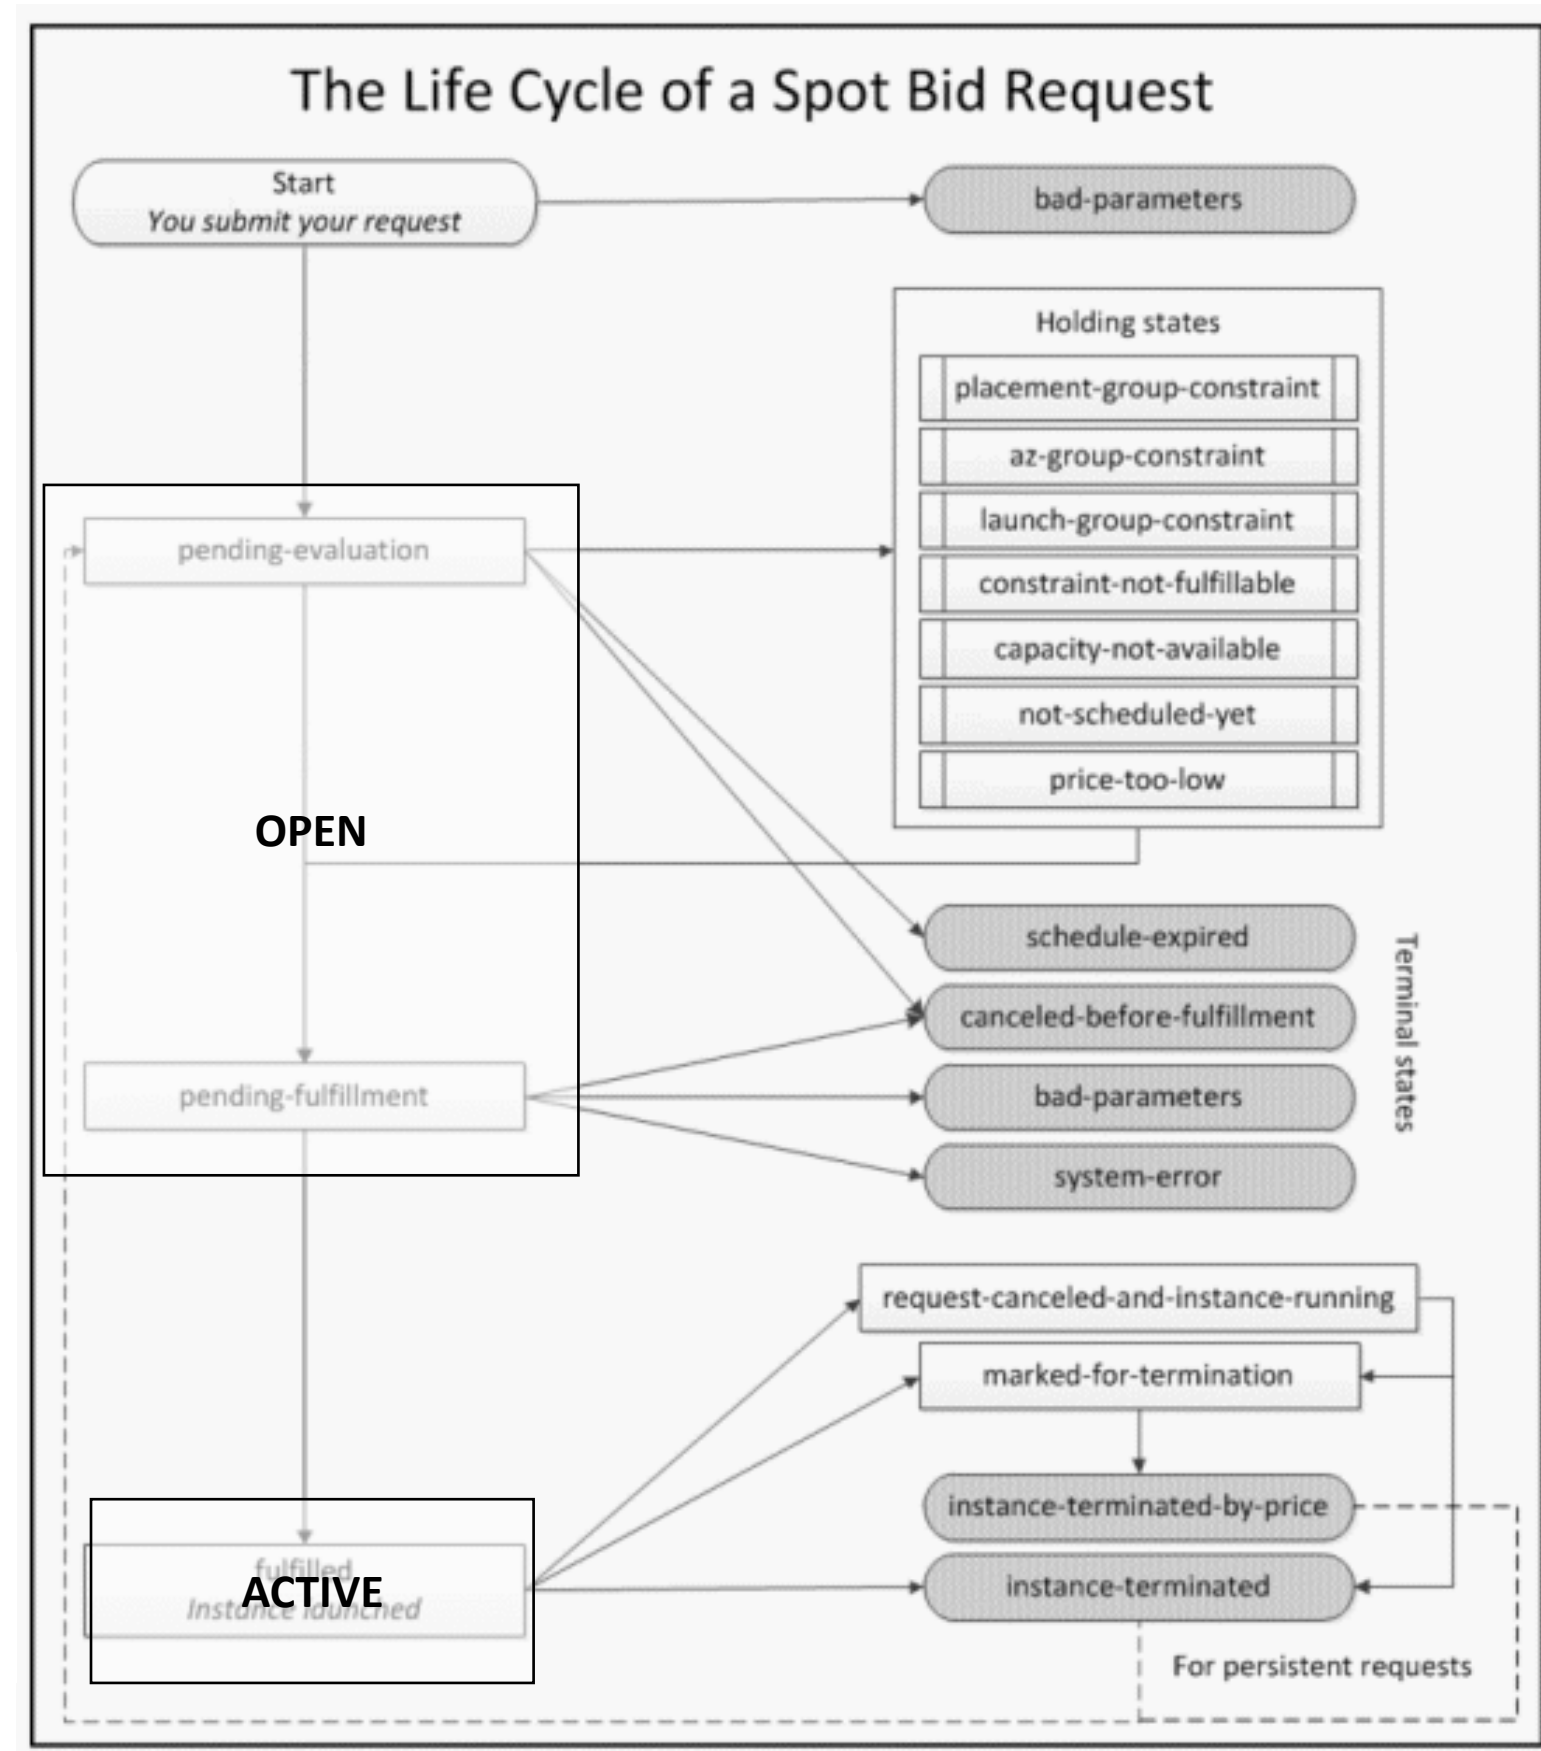 The Life Cycle of a Spot Bid Request
Start
You submit your request
bad-parameters
Holding states
placement-group-constraint
az-group-constraint
launch-group-constraint
constraint-not-fulfillable
capacity-not-available
not-scheduled-yet
price-too-low
pending-evaluation
OPEN
schedule-expired
canceled-before-fulfillment
bad-parameters
system-error
Terminal states
pending-fulfillment
request-canceled-and-instance-running
marked-for-termination
instance-terminated-by-price
instance-terminated
fulfilled
ACTIVE
Instance launched
For persistent requests